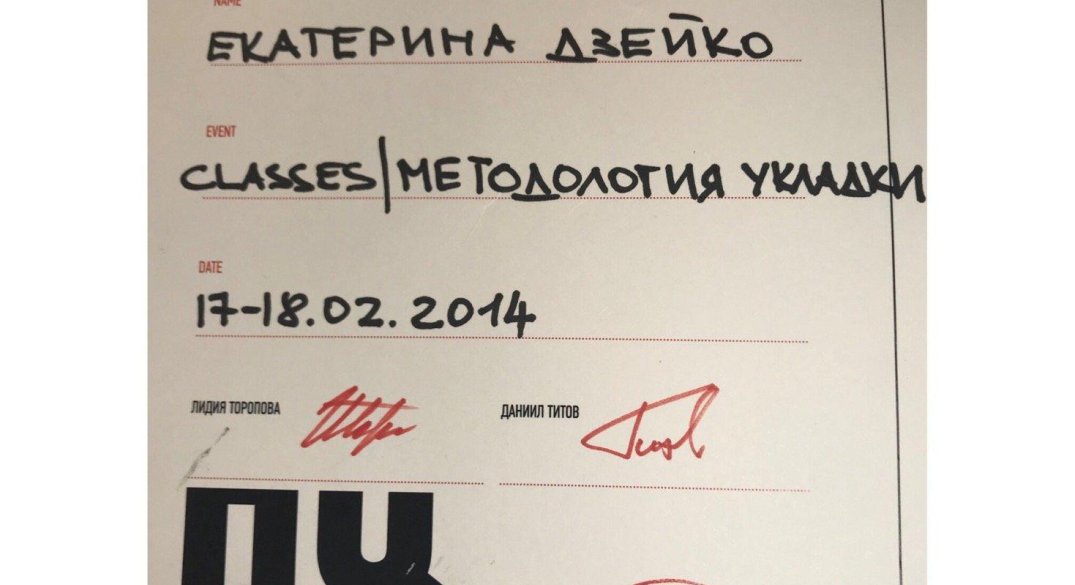 NAME
ЕКАТЕРИНА ДЗЕЙКО
EVENT
CLASSES | МЕТОДОЛОГИЯ УКЛАДКИ
DATE
17-18.02.2014
ЛИДИЯ ТОРОПОВА
ДАНИИЛ ТИТОВ